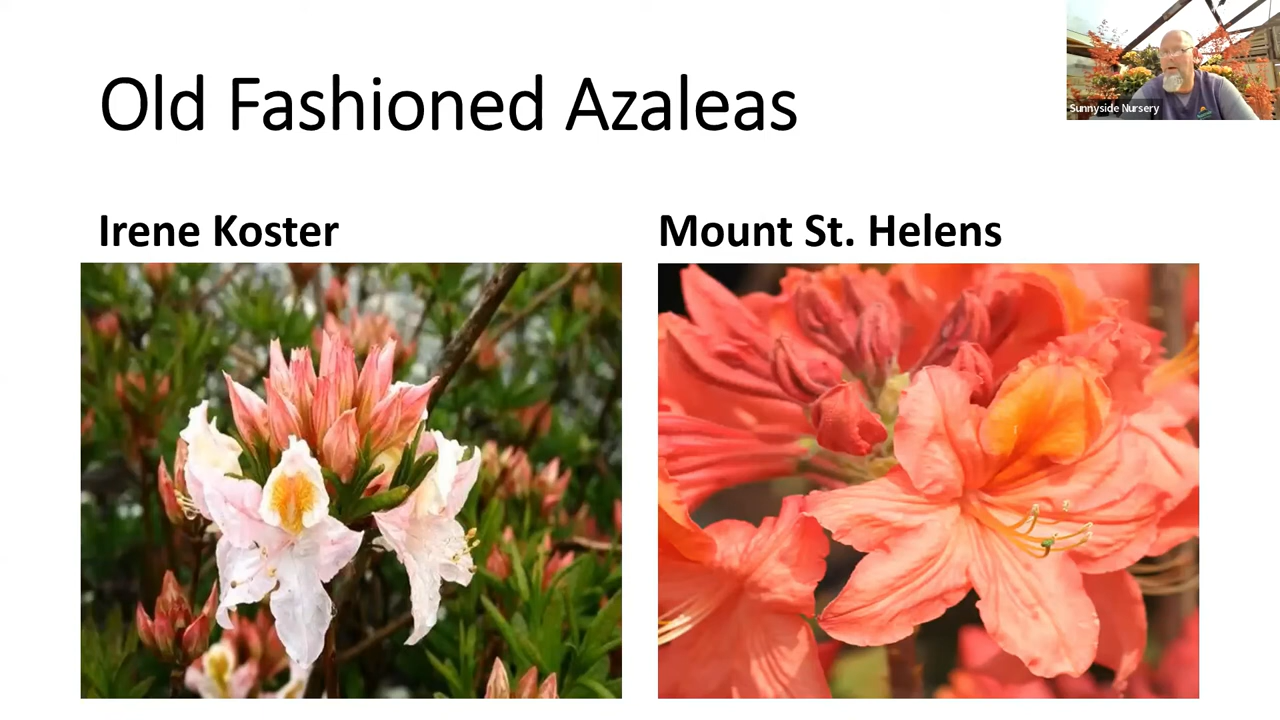 Old Fashioned Azaleas
Sunnyside Nursery
Irene Koster
Mount St. Helens